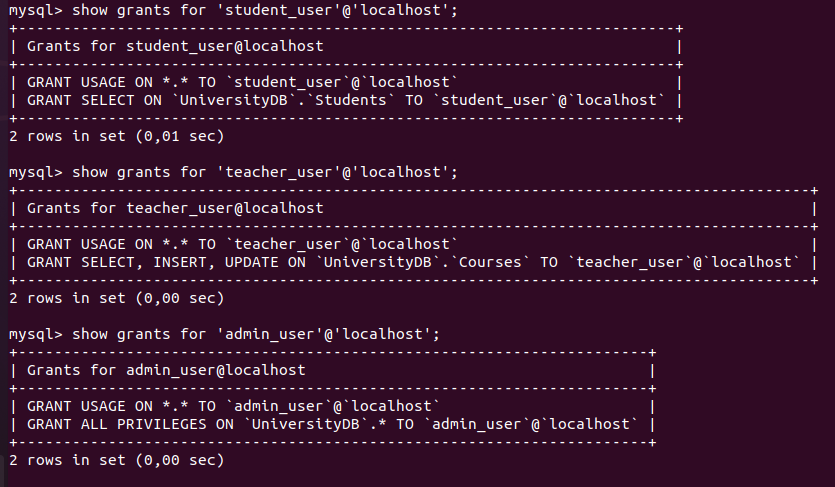 mysql> show grants for 'student_user'@'localhost';
+-------------------------------------------------------------------------+
| Grants for student_user@localhost                                       |
+-------------------------------------------------------------------------+
| GRANT USAGE ON *.* TO `student_user`@`localhost`                        |
| GRANT SELECT ON `UniversityDB`.`Students` TO `student_user`@`localhost` |
+-------------------------------------------------------------------------+
2 rows in set (0,01 sec)

mysql> show grants for 'teacher_user'@'localhost';
+----------------------------------------------------------------------------------------+
| Grants for teacher_user@localhost                                                      |
+----------------------------------------------------------------------------------------+
| GRANT USAGE ON *.* TO `teacher_user`@`localhost`                                       |
| GRANT SELECT, INSERT, UPDATE ON `UniversityDB`.`Courses` TO `teacher_user`@`localhost` |
+----------------------------------------------------------------------------------------+
2 rows in set (0,00 sec)

mysql> show grants for 'admin_user'@'localhost';
+----------------------------------------------------------------------+
| Grants for admin_user@localhost                                      |
+----------------------------------------------------------------------+
| GRANT USAGE ON *.* TO `admin_user`@`localhost`                       |
| GRANT ALL PRIVILEGES ON `UniversityDB`.* TO `admin_user`@`localhost` |
+----------------------------------------------------------------------+
2 rows in set (0,00 sec)